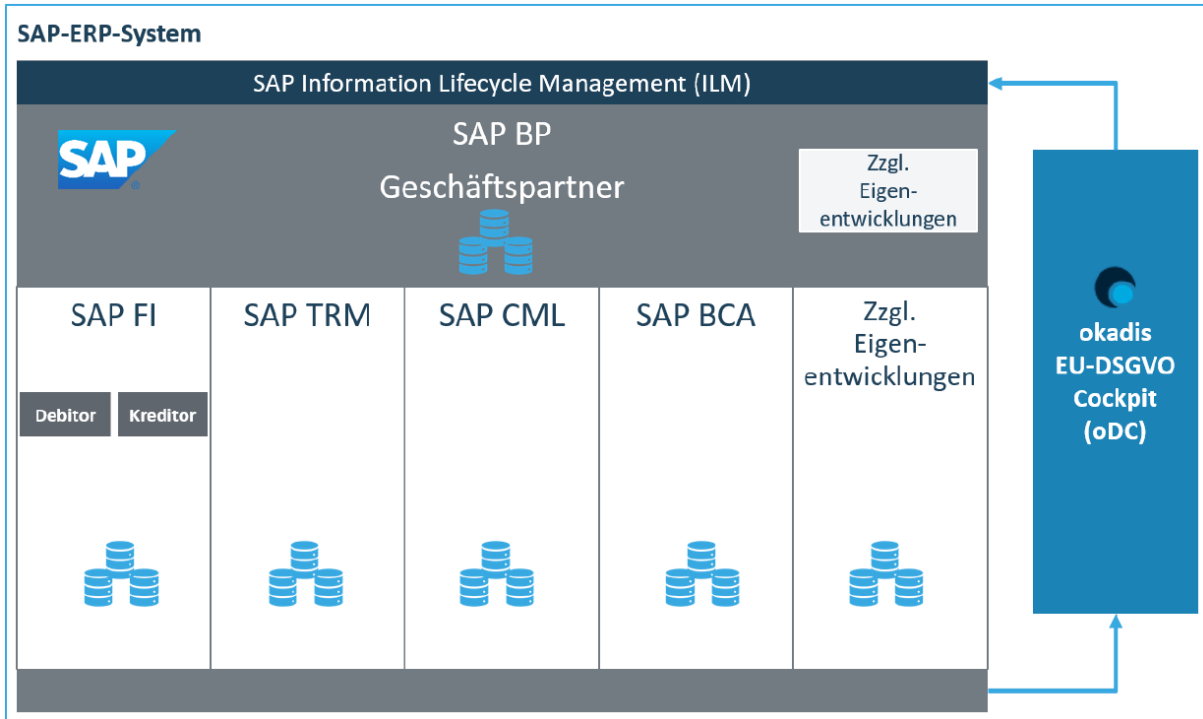 SAP-ERP-System
SAP Information Lifecycle Management (ILM)
SAP
SAP BP
Geschäftspartner
Zzgl.
Eigen-
entwicklungen
SAP FI
Debitor
Kreditor
SAP TRM
SAP CML
SAP BCA
Zzgl.
Eigen-
entwicklungen
okadis
EU-DSGVO
Cockpit
(oDC)